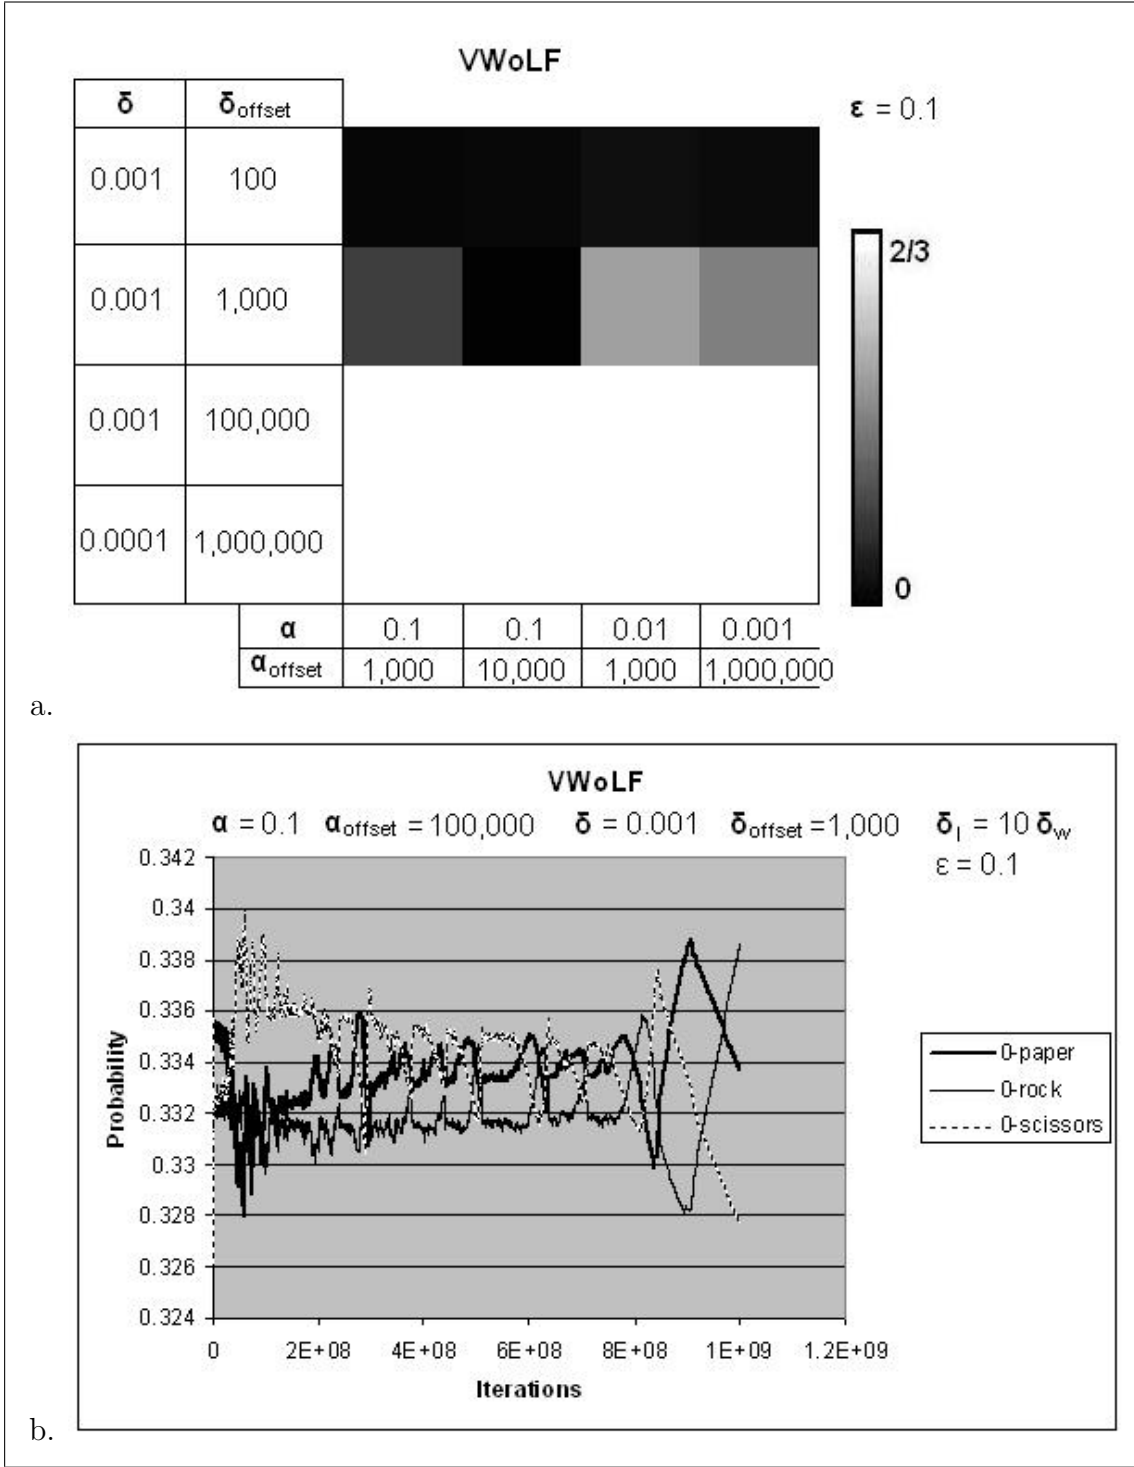 VWoLF
δ δoffset
ε = 0.1
0.001 100
2/3
0.001 1,000
0.001 100,000
0.0001 1,000,000
0
α 0.1 0.1 0.01 0.001
αoffset 1,000 10,000 1,000 1,000,000
a.
VWoLF
α = 0.1 αoffset = 100,000 δ = 0.001 δoffset =1,000 δl = 10 δw
ε = 0.1
0.342
0.34
0.338
0.336
0.334
0.332
0.33
0.328
0.326
0.324
Probability
0-paper
0-rock
0-scissors
0 2E+08 4E+08 6E+08 8E+08 1E+09 1.2E+09
Iterations
b.